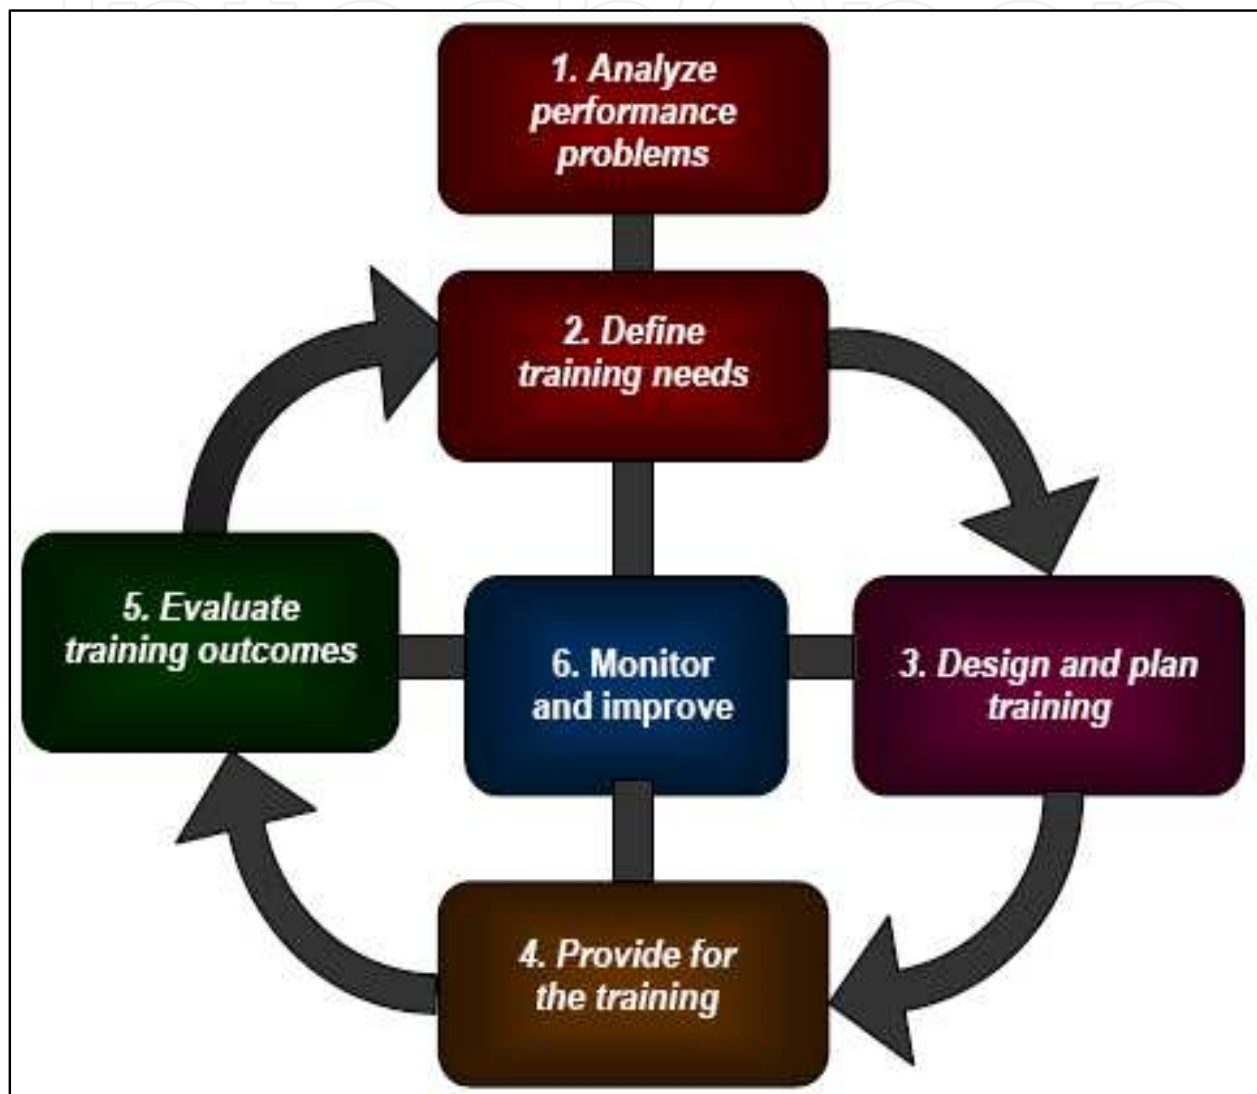 1. Analyze
performance
problems
2. Define
training needs
5. Evaluate
training outcomes
6. Monitor
and improve
3. Design and plan
training
4. Provide for
the training